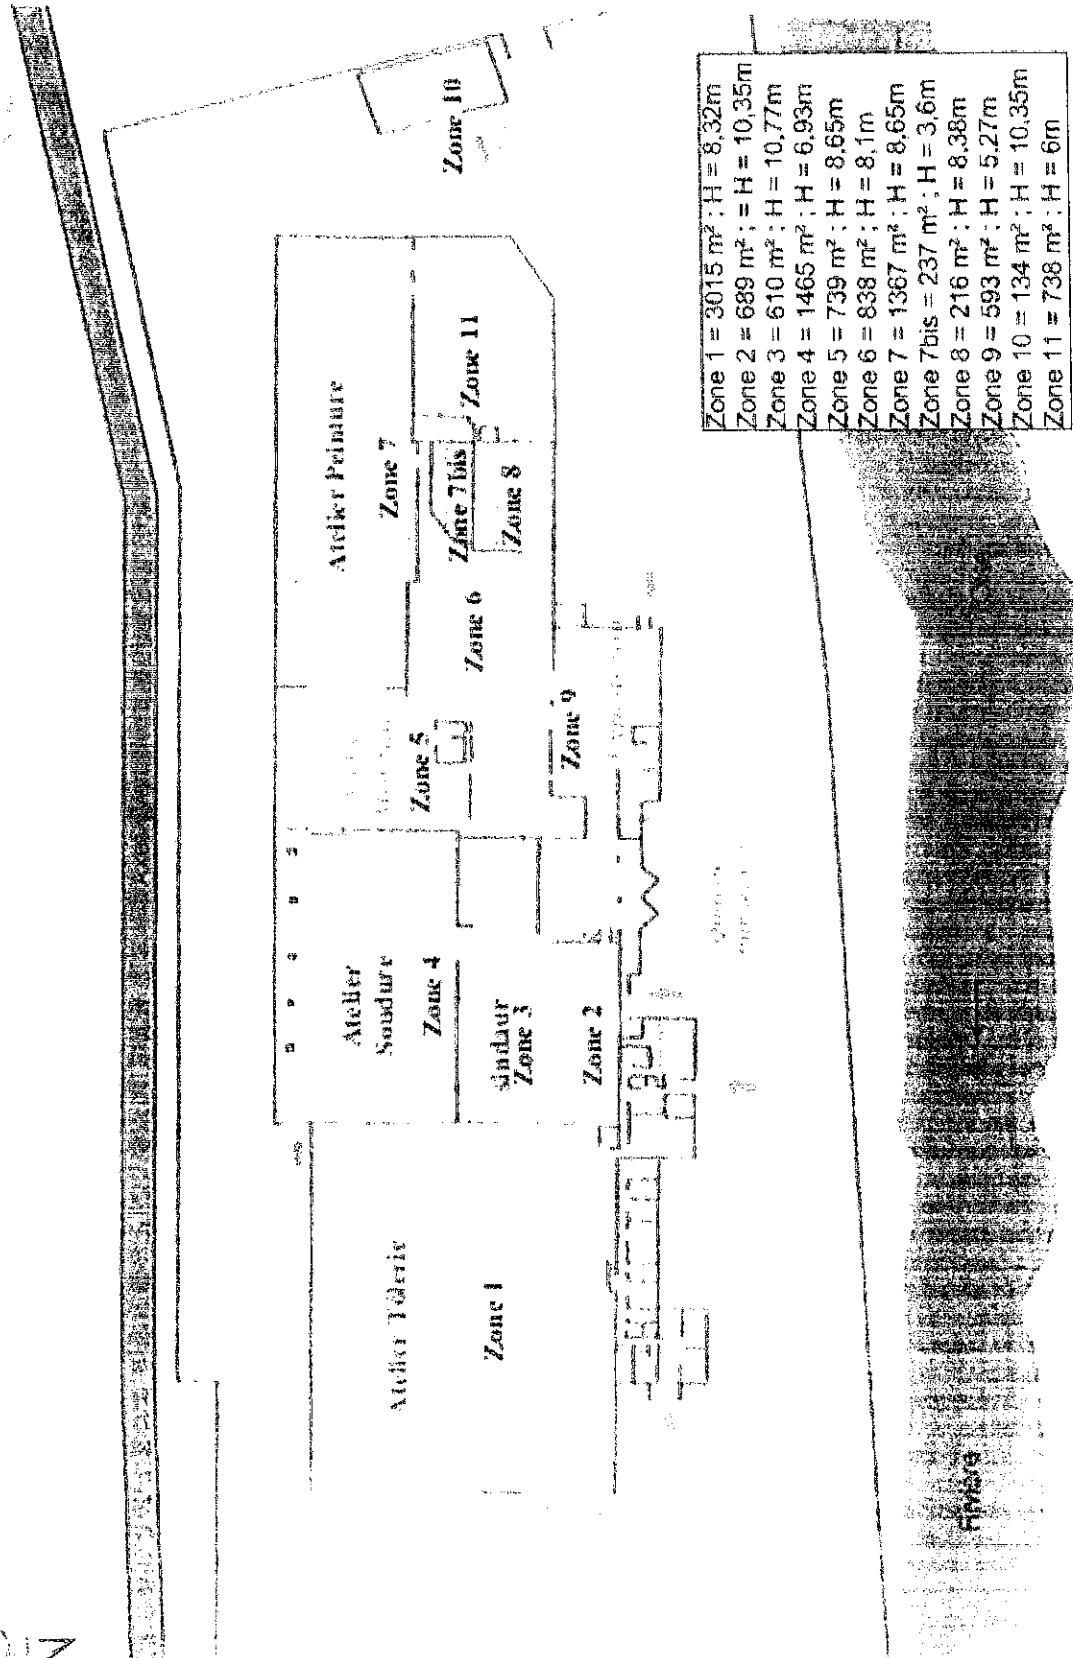 Zone 10
Atelier Peinture
Zone 7
Zone 11
Zone 7bis
Zone 8
Zone 6
Zone 5
Zone 9
Atelier
Soudure
Zone 4
Zone 3
Zone 2
Atelier Tôlerie
Zone 1
Rivière
Zone 1 = 3015 m² ; H = 8,32m
Zone 2 = 689 m² ; = H = 10,35m
Zone 3 = 610 m² ; H = 10,77m
Zone 4 = 1465 m² ; H = 6,93m
Zone 5 = 739 m² ; H = 8,65m
Zone 6 = 838 m² ; H = 8,1m
Zone 7 = 1367 m² ; H = 8,65m
Zone 7bis = 237 m² ; H = 3,6m
Zone 8 = 216 m² ; H = 8,38m
Zone 9 = 593 m² ; H = 5,27m
Zone 10 = 134 m² ; H = 10,35m
Zone 11 = 738 m² ; H = 6m